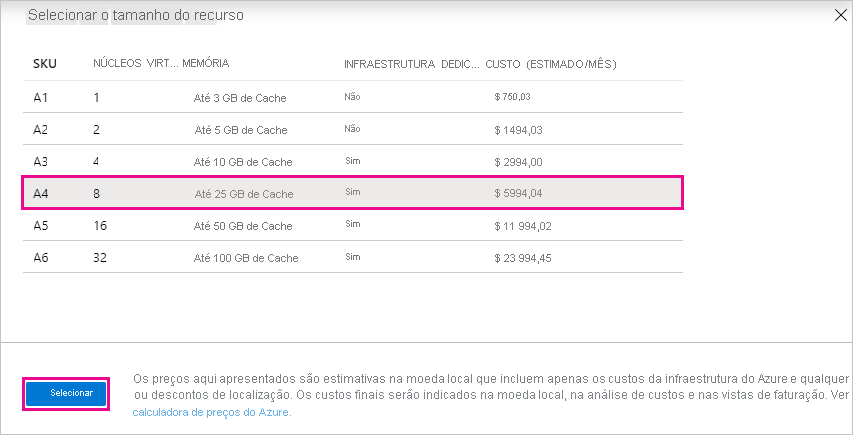 Selecionar o tamanho do recurso
SKU NÚCLEOS VIRT... MEMÓRIA INFRAESTRUTURA DEDIC... CUSTO (ESTIMADO/MÊS)
A1 1 Até 3 GB de Cache Não $ 750,03
A2 2 Até 5 GB de Cache Não $ 1494,03
A3 4 Até 10 GB de Cache Sim $ 2994,00
A4 8 Até 25 GB de Cache Sim $ 5994,04
A5 16 Até 50 GB de Cache Sim $ 11 994,02
A6 32 Até 100 GB de Cache Sim $ 23 994,45
Selecionar
Os preços aqui apresentados são estimativas na moeda local que incluem apenas os custos da infraestrutura do Azure e qualquer
ou descontos de localização. Os custos finais serão indicados na moeda local, na análise de custos e nas vistas de faturação. Ver
calculadora de preços do Azure.